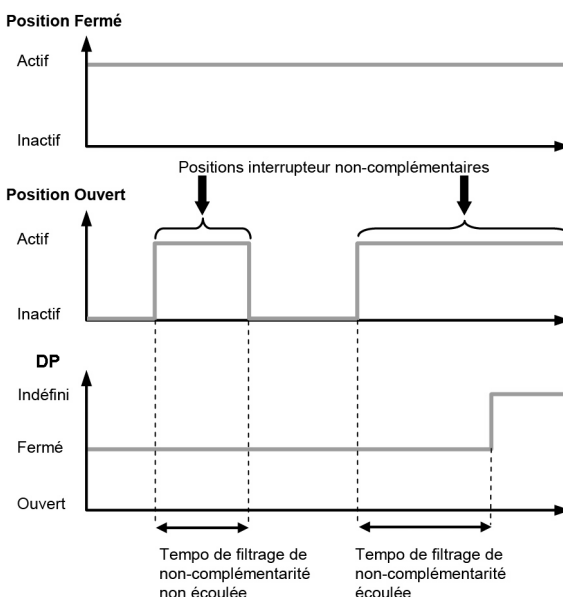 Position Fermé
Actif
Inactif
Positions interrupteur non-complémentaires
Position Ouvert
Actif
Inactif
DP
Indéfini
Fermé
Ouvert
Tempo de filtrage de
non-complémentarité
non écoulée
Tempo de filtrage de
non-complémentarité
écoulée